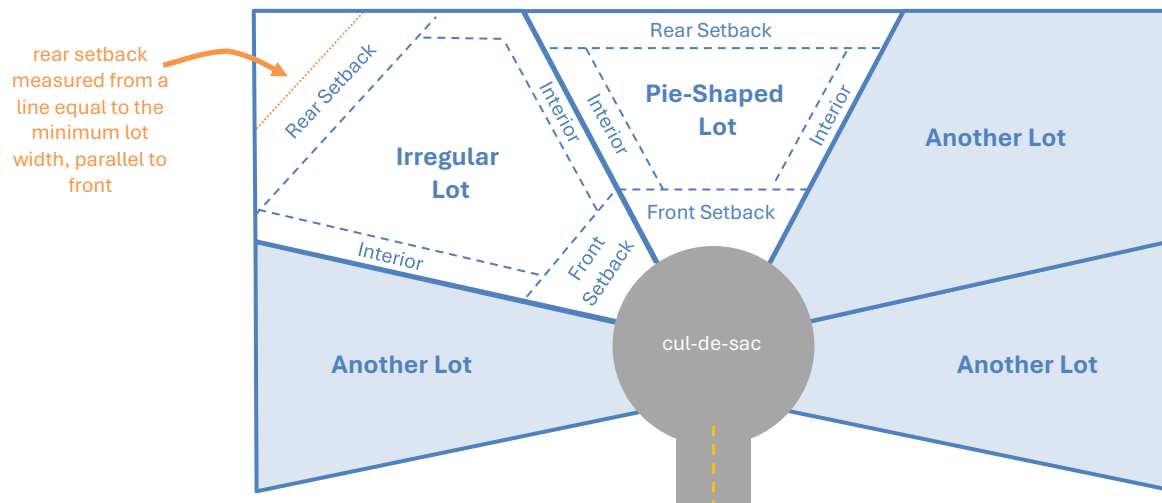 rear setback
measured from a
line equal to the
minimum lot
width, parallel to
front
Rear Setback
Irregular
Lot
Interior
Interior
Front
Setback
Rear Setback
Pie-Shaped
Lot
Interior
Interior
Front Setback
Another Lot
Another Lot
cul-de-sac
Another Lot